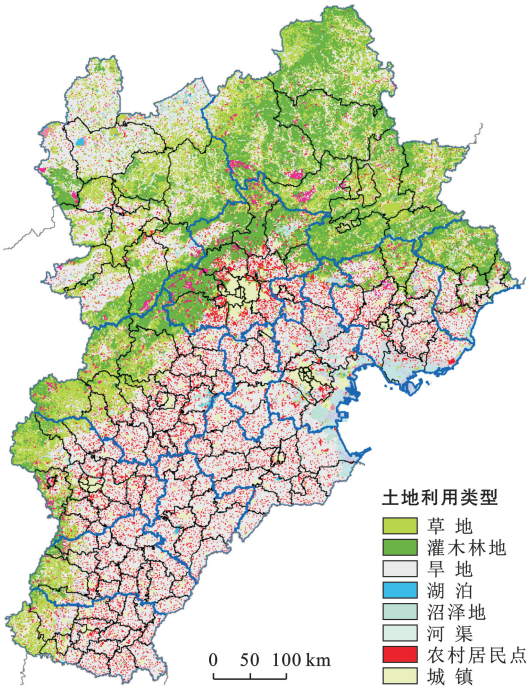 土地利用类型
草 地
灌木林地
旱 地
湖 泊
沼泽地
河 渠
农村居民点
城 镇
0 50 100 km